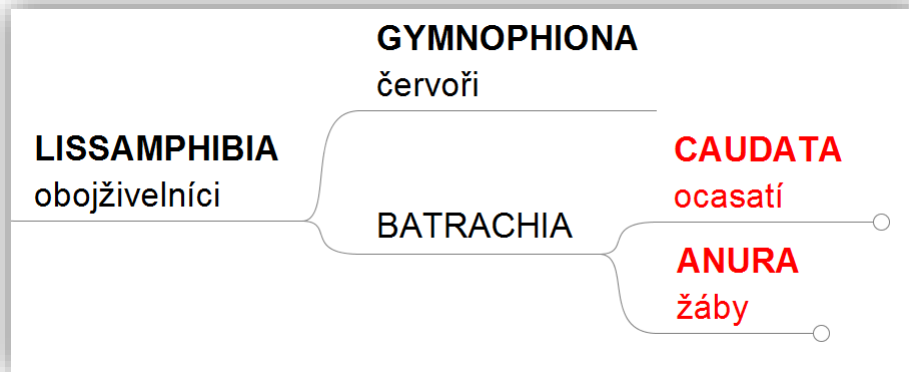 GYMNOPHIONA
červoři
LISSAMPHIBIA
obojživelníci
BATRACHIA
CAUDATA
ocasatí
ANURA
žáby